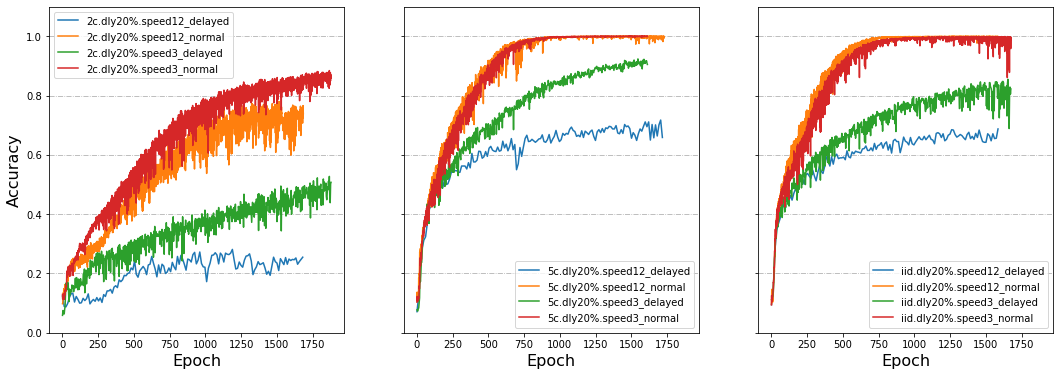 Accuracy
1.0
0.8
0.6
0.4
0.2
0.0
2c.dly20%.speed12_delayed
2c.dly20%.speed12_normal
2c.dly20%.speed3_delayed
2c.dly20%.speed3_normal
0 250 500 750 1000 1250 1500 1750
Epoch
5c.dly20%.speed12_delayed
5c.dly20%.speed12_normal
5c.dly20%.speed3_delayed
5c.dly20%.speed3_normal
0 250 500 750 1000 1250 1500 1750
Epoch
iid.dly20%.speed12_delayed
iid.dly20%.speed12_normal
iid.dly20%.speed3_delayed
iid.dly20%.speed3_normal
0 250 500 750 1000 1250 1500 1750
Epoch